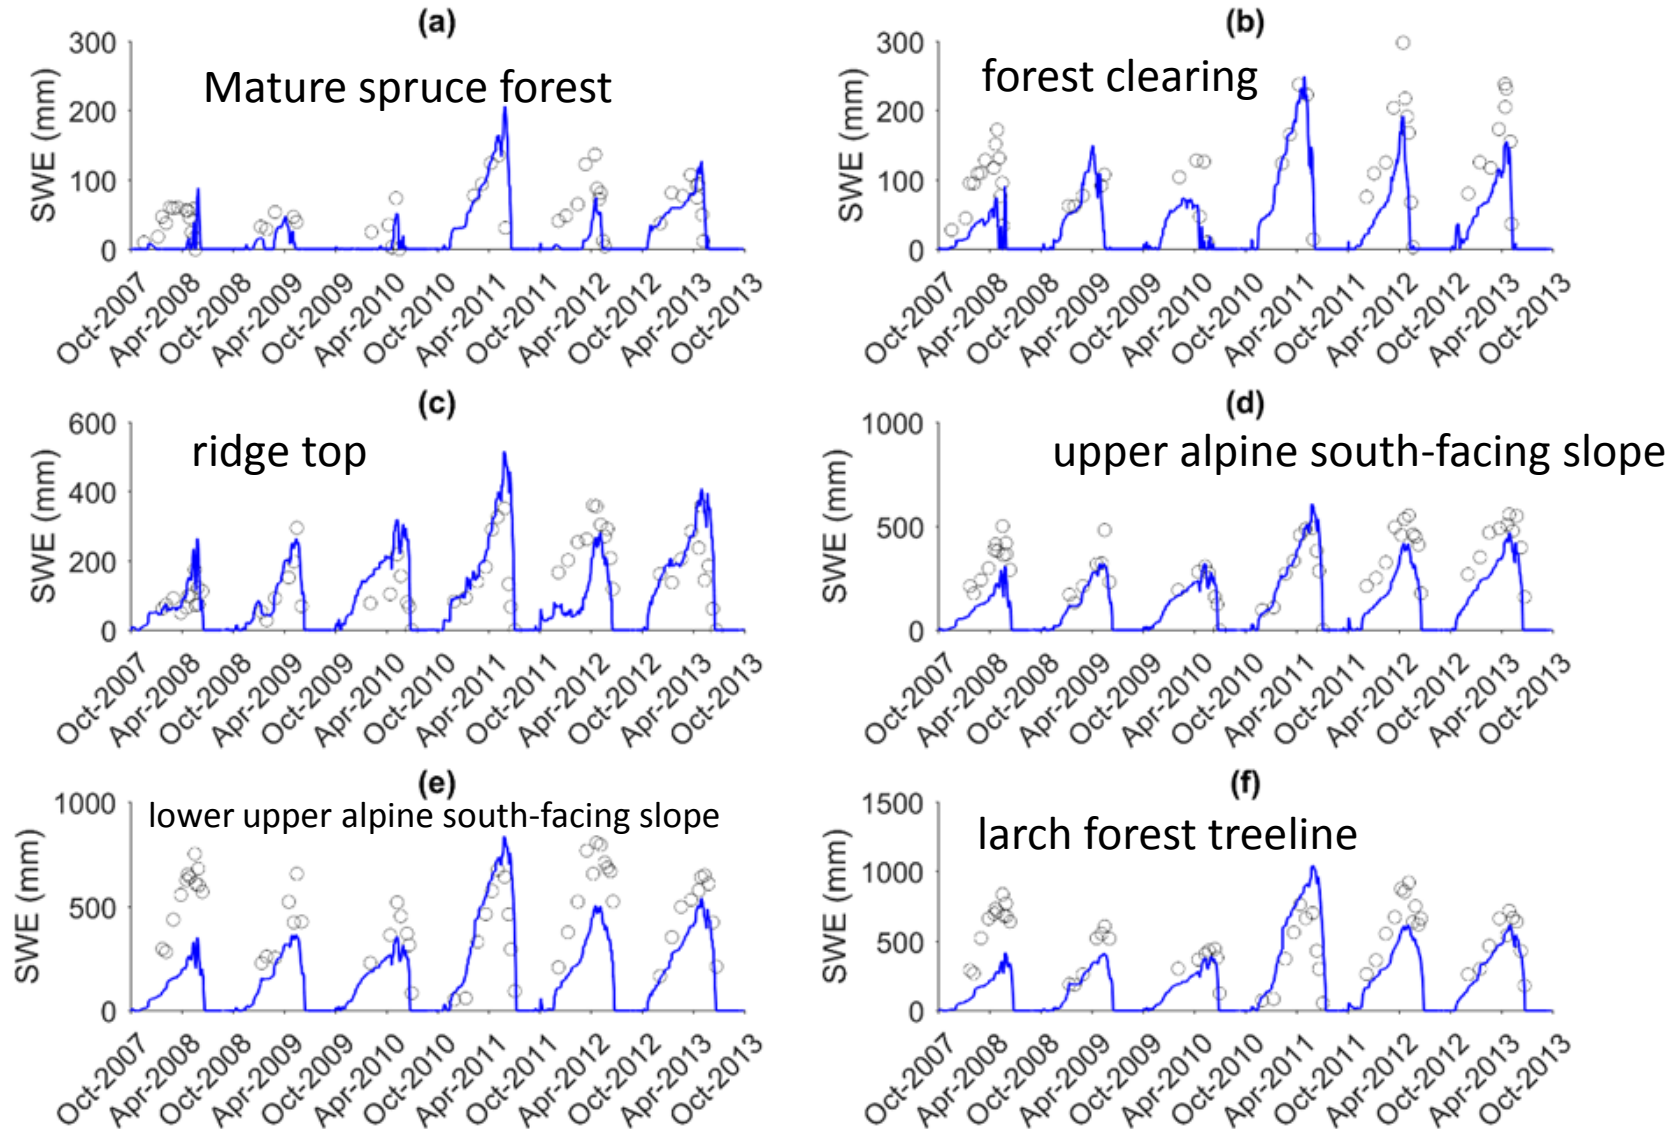 (a)
Mature spruce forest
SWE (mm)
300
200
100
0
Oct-2007
Apr-2008
Oct-2008
Apr-2009
Oct-2009
Apr-2010
Oct-2010
Apr-2011
Oct-2011
Apr-2012
Oct-2012
Apr-2013
Oct-2013
(b)
forest clearing
SWE (mm)
300
200
100
0
Oct-2007
Apr-2008
Oct-2008
Apr-2009
Oct-2009
Apr-2010
Oct-2010
Apr-2011
Oct-2011
Apr-2012
Oct-2012
Apr-2013
Oct-2013
(c)
ridge top
SWE (mm)
600
400
200
0
Oct-2007
Apr-2008
Oct-2008
Apr-2009
Oct-2009
Apr-2010
Oct-2010
Apr-2011
Oct-2011
Apr-2012
Oct-2012
Apr-2013
Oct-2013
(d)
upper alpine south-facing slope
SWE (mm)
1000
500
0
Oct-2007
Apr-2008
Oct-2008
Apr-2009
Oct-2009
Apr-2010
Oct-2010
Apr-2011
Oct-2011
Apr-2012
Oct-2012
Apr-2013
Oct-2013
(e)
lower upper alpine south-facing slope
SWE (mm)
1000
500
0
Oct-2007
Apr-2008
Oct-2008
Apr-2009
Oct-2009
Apr-2010
Oct-2010
Apr-2011
Oct-2011
Apr-2012
Oct-2012
Apr-2013
Oct-2013
(f)
larch forest treeline
SWE (mm)
1500
1000
500
0
Oct-2007
Apr-2008
Oct-2008
Apr-2009
Oct-2009
Apr-2010
Oct-2010
Apr-2011
Oct-2011
Apr-2012
Oct-2012
Apr-2013
Oct-2013